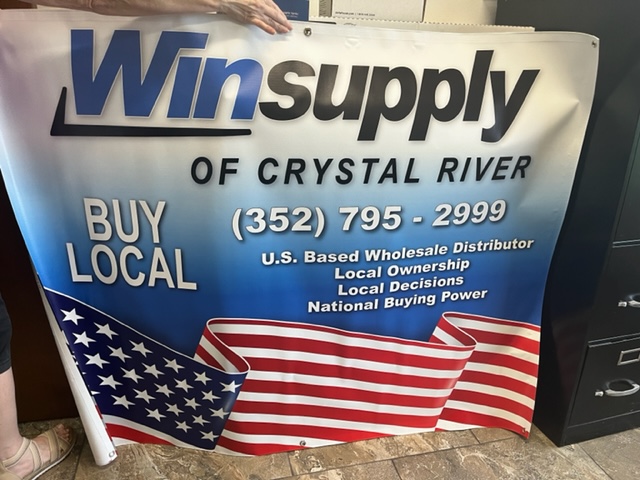 Winsupply
OF CRYSTAL RIVER
BUY
LOCAL
(352) 795 - 2999
U.S. Based Wholesale Distributor
Local Ownership
Local Decisions
National Buying Power